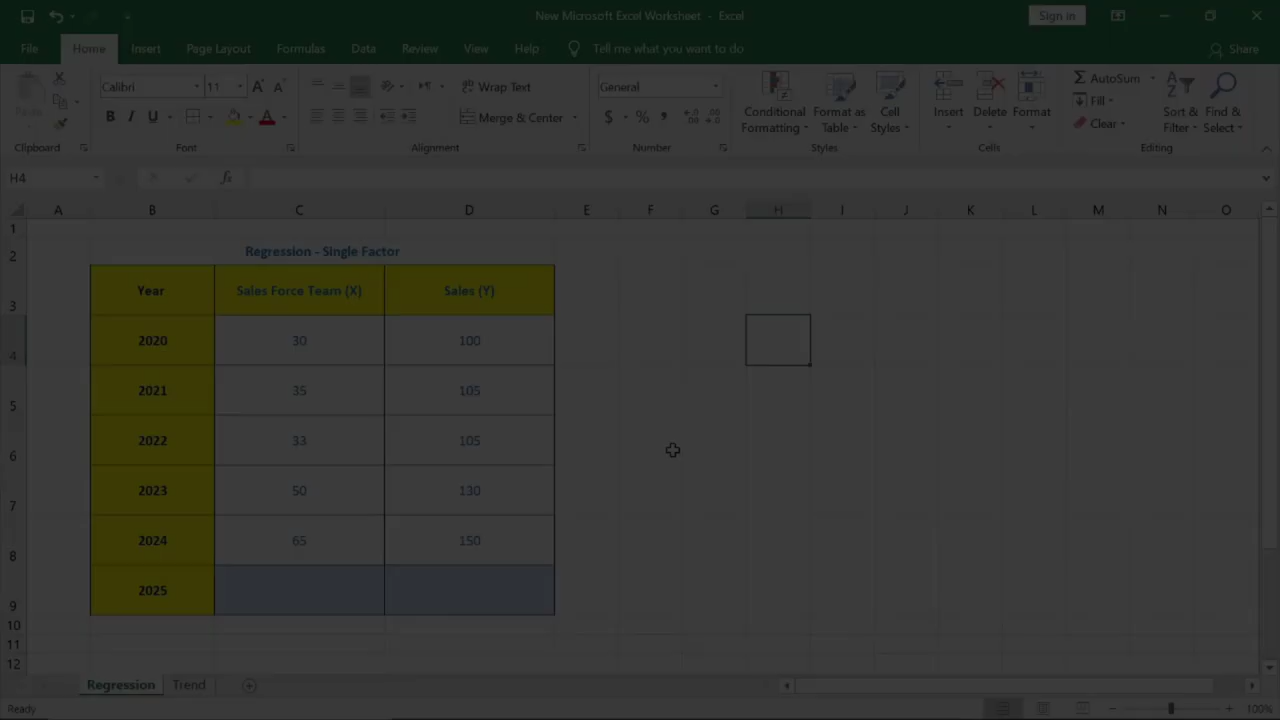 New Microsoft Excel Worksheet - Excel
Sign in
File Home Insert Page Layout Formulas Data Review View Help Tell me what you want to do Share
Paste
Calibri 11
Wrap Text
General
Conditional Formatting
Format as Table
Cell Styles
Insert
Delete
Format
AutoSum
Fill
Clear
Sort & Filter
Find & Select
B I U
Merge & Center
$ %
Clipboard Font Alignment Number Styles Cells Editing
H4 fx
A B C D E F G H I J K L M N O
1
2 Regression - Single Factor
3 Year Sales Force Team (X) Sales (Y)
4 2020 30 100
5 2021 35 105
6 2022 33 105
7 2023 50 130
8 2024 65 150
9 2025
10
11
12
Regression Trend
Ready 100%